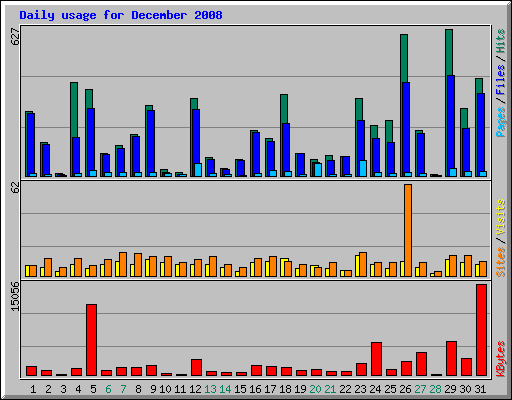 Daily usage for December 2008
627
Pages / Files / Hits
62
Sites / Visits
15056
KBytes
1 2 3 4 5 6 7 8 9 10 11 12 13 14 15 16 17 18 19 20 21 22 23 24 25 26 27 28 29 30 31